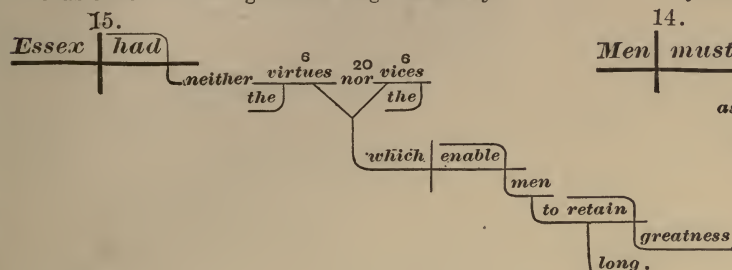 15.
14.
Essex had
Men must
6 20 6
neither virtues nor vices
the the
as
which enable
men
to retain
greatness
long.